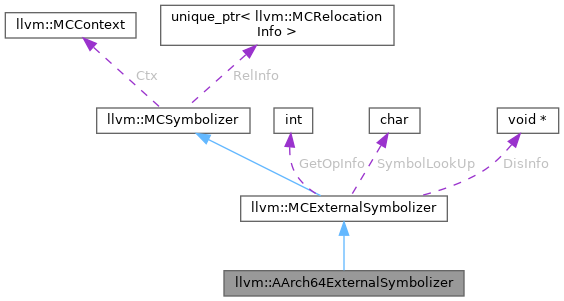 llvm::MCContext
unique_ptr< llvm::MCRelocation
Info >
Ctx
RelInfo
llvm::MCSymbolizer
int
char
void *
GetOpInfo
SymbolLookUp
DisInfo
llvm::MCExternalSymbolizer
llvm::AArch64ExternalSymbolizer